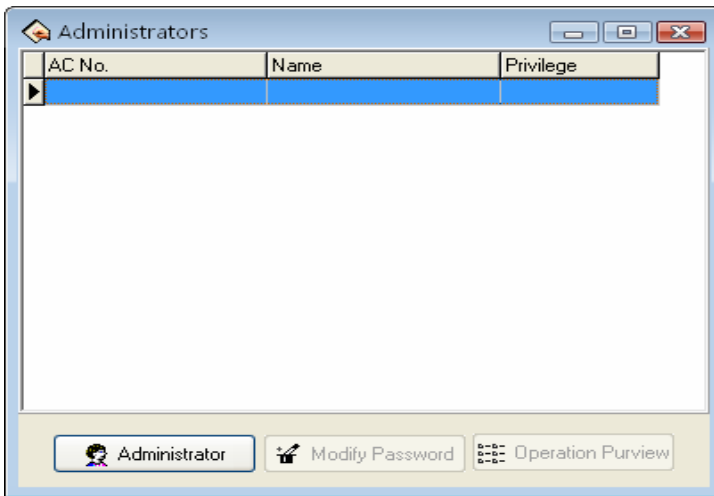 Administrators
AC No. Name Privilege
Administrator Modify Password Operation Purview